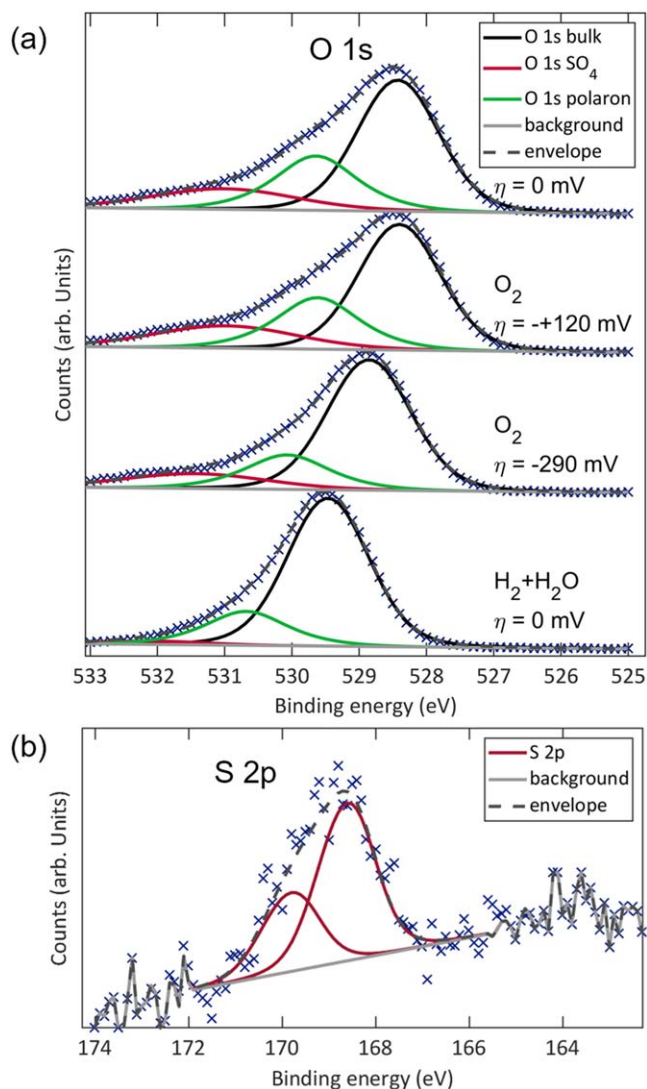 (a)
O 1s
O 1s bulk
O 1s SO4
O 1s polaron
background
envelope
η = 0 mV
O2
η = -+120 mV
O2
η = -290 mV
H2+H2O
η = 0 mV
Counts (arb. Units)
533 532 531 530 529 528 527 526 525
Binding energy (eV)
(b)
S 2p
S 2p
background
envelope
Counts (arb. Units)
174 172 170 168 166 164
Binding energy (eV)